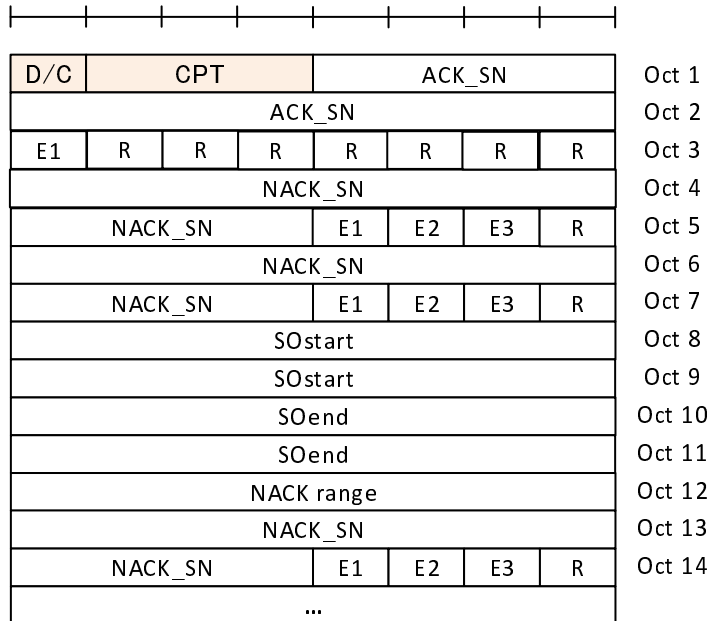 D/C CPT ACK_SN Oct 1
ACK_SN Oct 2
E1 R R R R R R R Oct 3
NACK_SN Oct 4
NACK_SN E1 E2 E3 R Oct 5
NACK_SN Oct 6
NACK_SN E1 E2 E3 R Oct 7
SOstart Oct 8
SOstart Oct 9
SOend Oct 10
SOend Oct 11
NACK range Oct 12
NACK_SN Oct 13
NACK_SN E1 E2 E3 R Oct 14
...